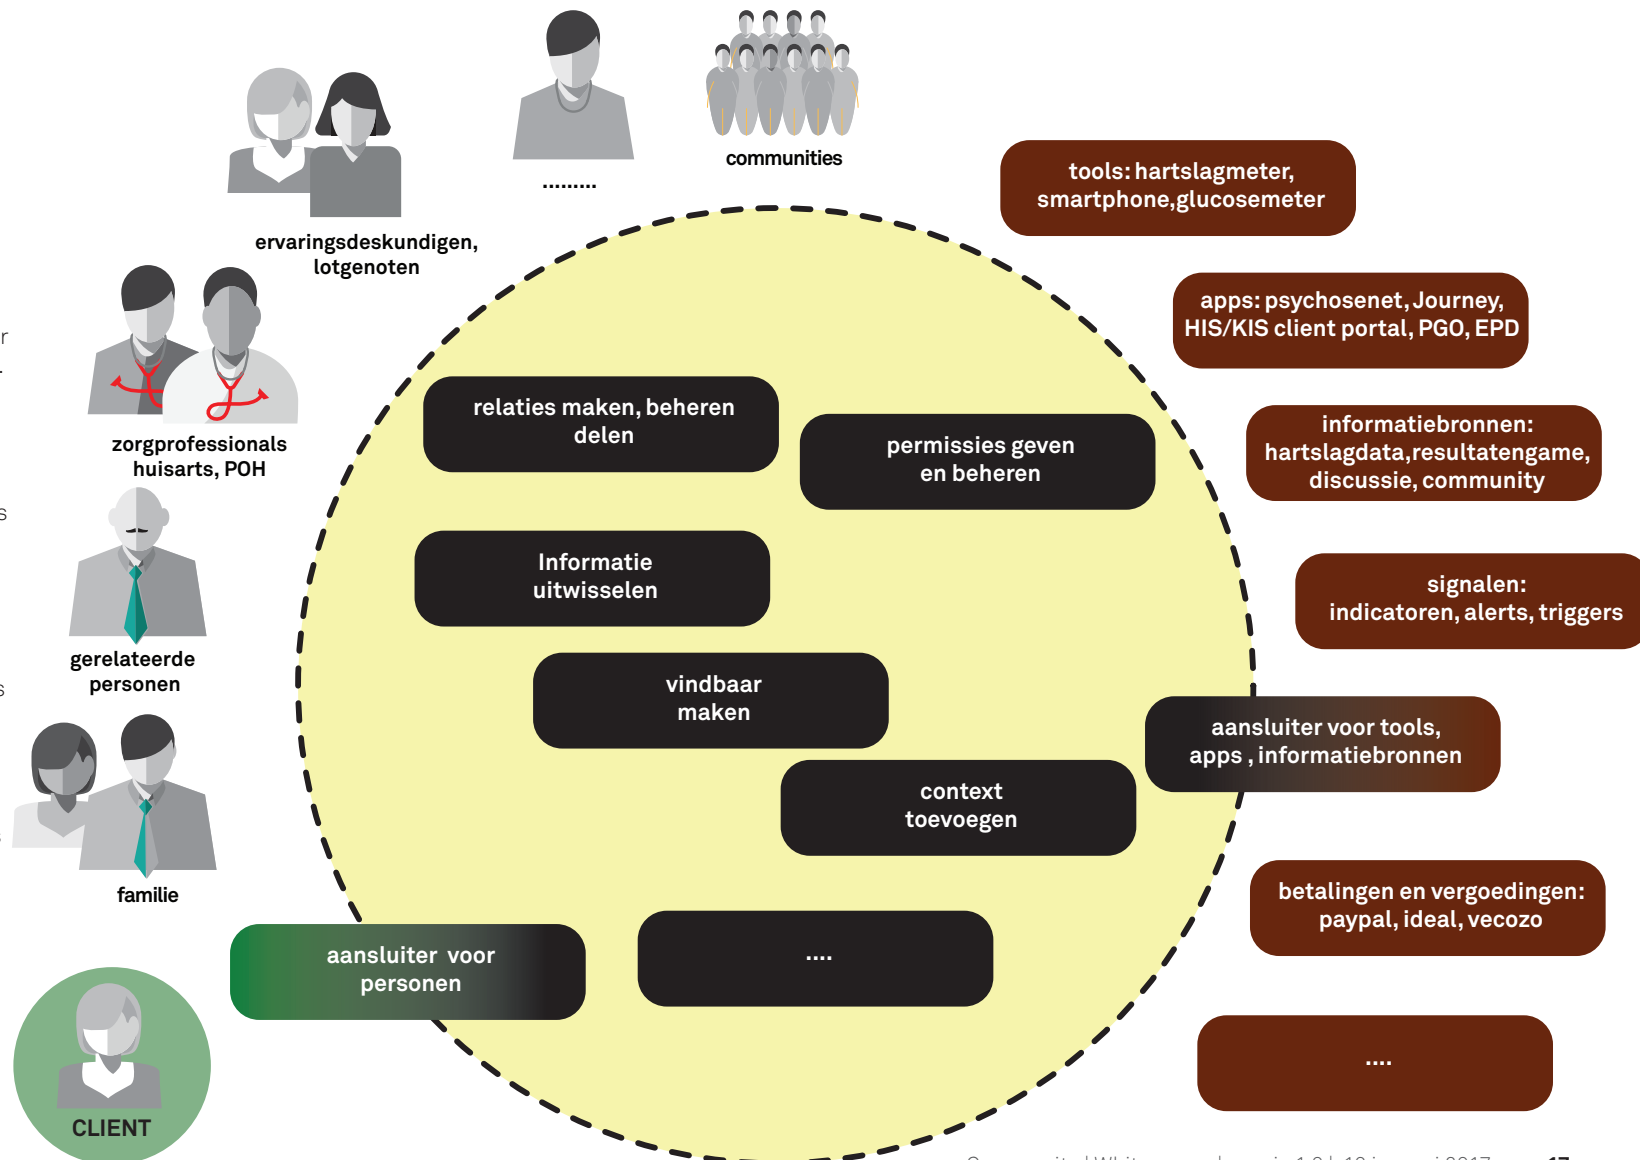 communities
.........
ervaringsdeskundigen,
lotgenoten
zorgprofessionals
huisarts, POH
gerelateerde
personen
familie
CLIENT
aansluiter voor
personen
relaties maken, beheren
delen
permissies geven
en beheren
Informatie
uitwisselen
vindbaar
maken
context
toevoegen
....
tools: hartslagmeter,
smartphone,glucosemeter
apps: psychosenet, Journey,
HIS/KIS client portal, PGO, EPD
informatiebronnen:
hartslagdata,resultatengame,
discussie, community
signalen:
indicatoren, alerts, triggers
aansluiter voor tools,
apps , informatiebronnen
betalingen en vergoedingen:
paypal, ideal, vecozo
....
17